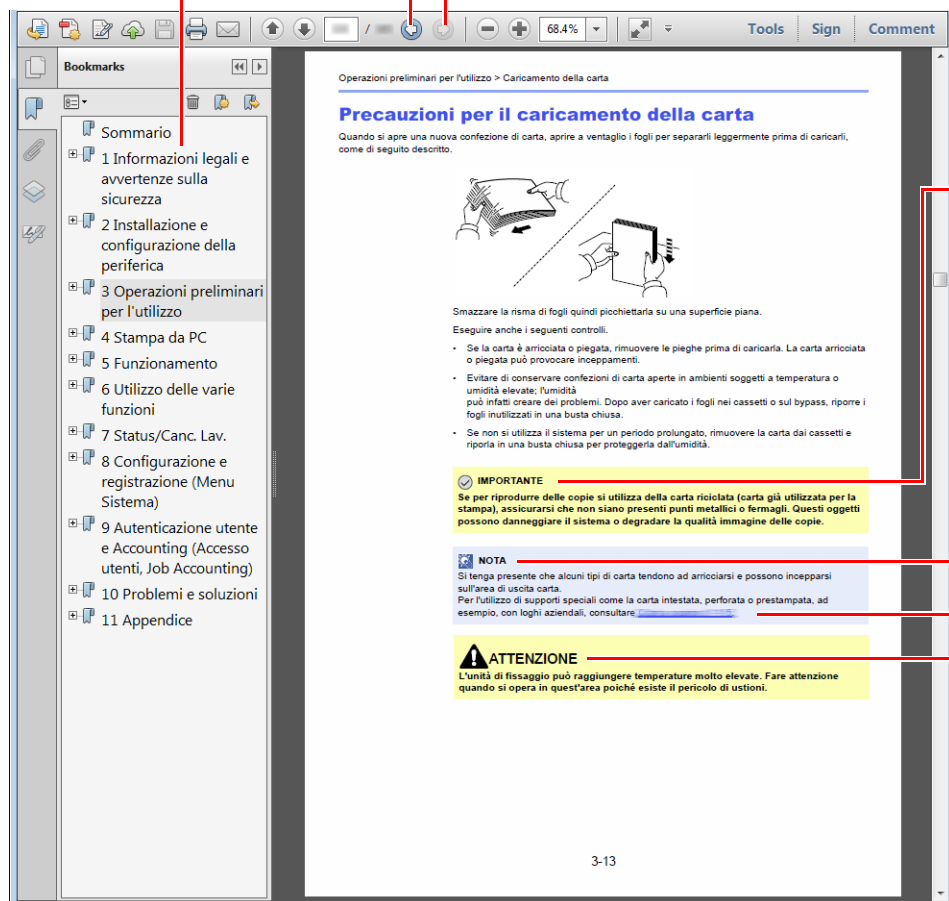 /
68.4%
Tools
Sign
Comment
Bookmarks
Sommario
1 Informazioni legali e
avvertenze sulla
sicurezza
2 Installazione e
configurazione della
periferica
3 Operazioni preliminari
per l'utilizzo
4 Stampa da PC
5 Funzionamento
6 Utilizzo delle varie
funzioni
7 Status/Canc. Lav.
8 Configurazione e
registrazione (Menu
Sistema)
9 Autenticazione utente
e Accounting (Accesso
utenti, Job Accounting)
10 Problemi e soluzioni
11 Appendice
Operazioni preliminari per l'utilizzo > Caricamento della carta
Precauzioni per il caricamento della carta
Quando si apre una nuova confezione di carta, aprire a ventaglio i fogli per separarli leggermente prima di caricarli,
come di seguito descritto.
Smazzare la risma di fogli quindi picchiettarla su una superficie piana.
Eseguire anche i seguenti controlli.
• Se la carta è arricciata o piegata, rimuovere le pieghe prima di caricarla. La carta arricciata
o piegata può provocare inceppamenti.
• Evitare di conservare confezioni di carta aperte in ambienti soggetti a temperatura o
umidità elevate; l'umidità
può infatti creare dei problemi. Dopo aver caricato i fogli nei cassetti o sul bypass, riporre i
fogli inutilizzati in una busta chiusa.
• Se non si utilizza il sistema per un periodo prolungato, rimuovere la carta dai cassetti e
riporla in una busta chiusa per proteggerla dall'umidità.
IMPORTANTE
Se per riprodurre delle copie si utilizza della carta riciclata (carta già utilizzata per la
stampa), assicurarsi che non siano presenti punti metallici o fermagli. Questi oggetti
possono danneggiare il sistema o degradare la qualità immagine delle copie.
NOTA
Si tenga presente che alcuni tipi di carta tendono ad arricciarsi e possono incepparsi
sull'area di uscita carta.
Per l'utilizzo di supporti speciali come la carta intestata, perforata o prestampata, ad
esempio, con loghi aziendali, consultare
ATTENZIONE
L'unità di fissaggio può raggiungere temperature molto elevate. Fare attenzione
quando si opera in quest'area poiché esiste il pericolo di ustioni.
3-13